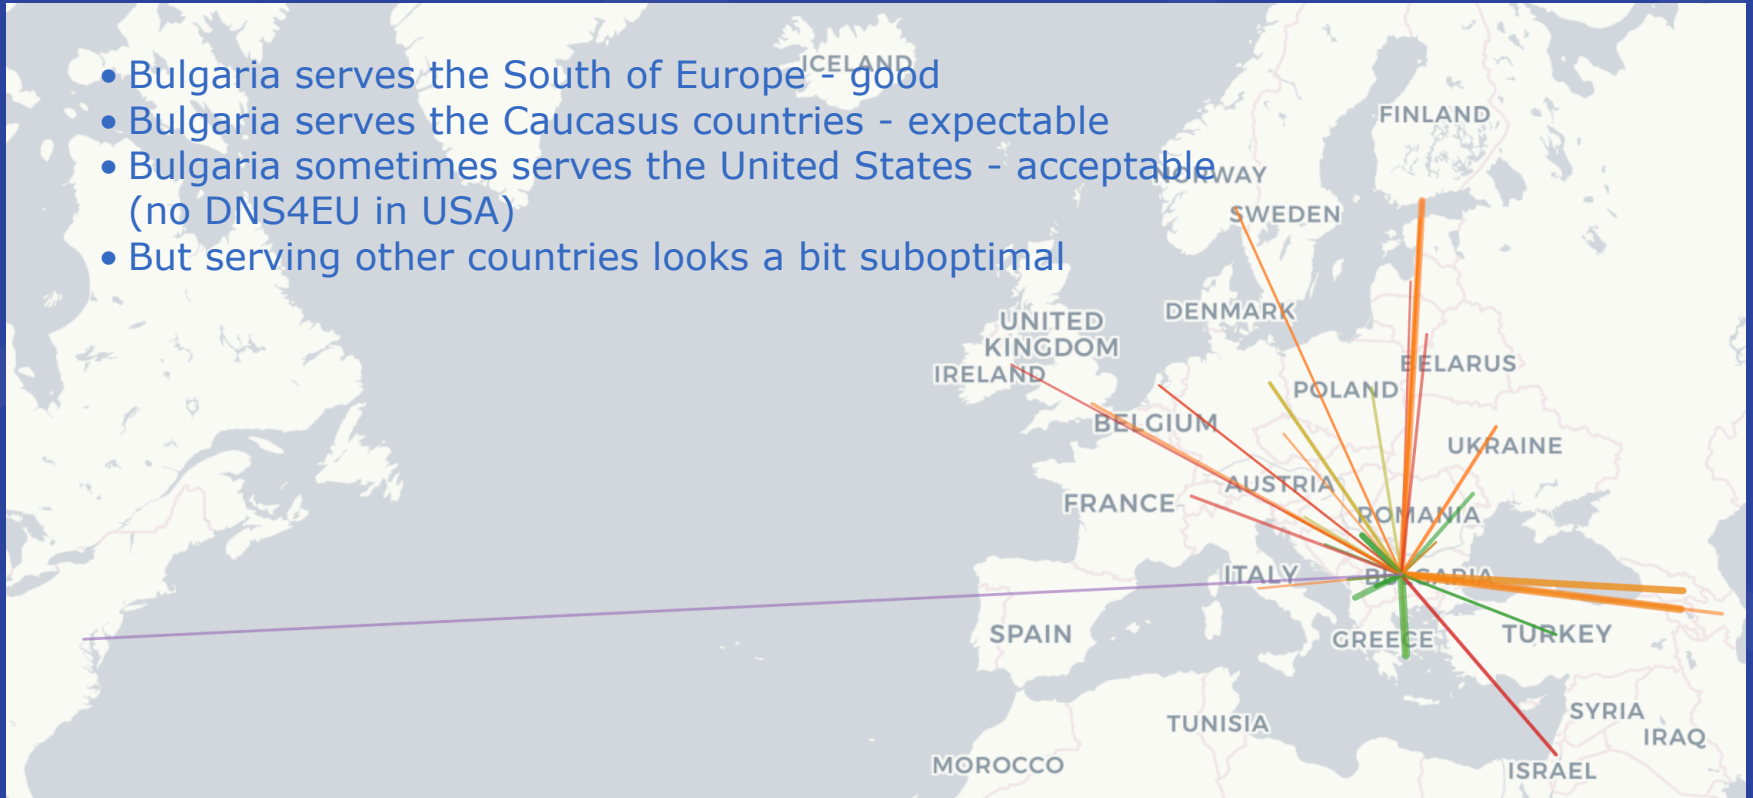 • Bulgaria serves the South of Europe - good
• Bulgaria serves the Caucasus countries - expectable
• Bulgaria sometimes serves the United States - acceptable
(no DNS4EU in USA)
• But serving other countries looks a bit suboptimal
ICELAND
FINLAND
NORWAY
SWEDEN
DENMARK
UNITED
KINGDOM
IRELAND
BELARUS
POLAND
BELGIUM
UKRAINE
AUSTRIA
FRANCE
ROMANIA
ITALY
BULGARIA
SPAIN
GREECE
TURKEY
SYRIA
TUNISIA
IRAQ
MOROCCO
ISRAEL